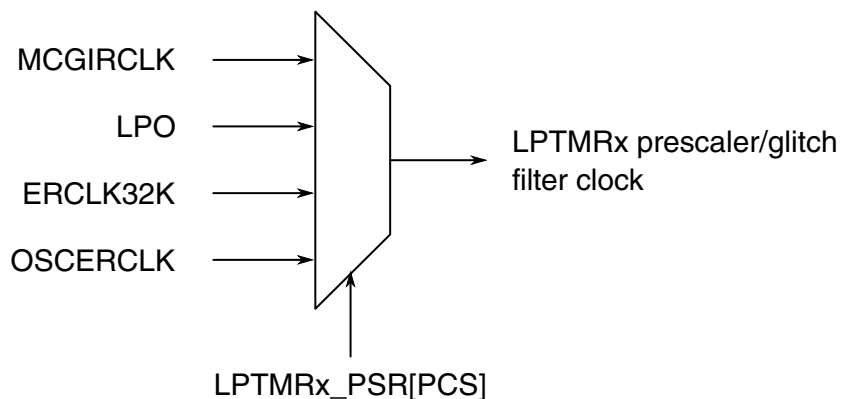 MCGIRCLK
LPO
ERCLK32K
OSCERCLK
LPTMRx prescaler/glitch
filter clock
LPTMRx_PSR[PCS]